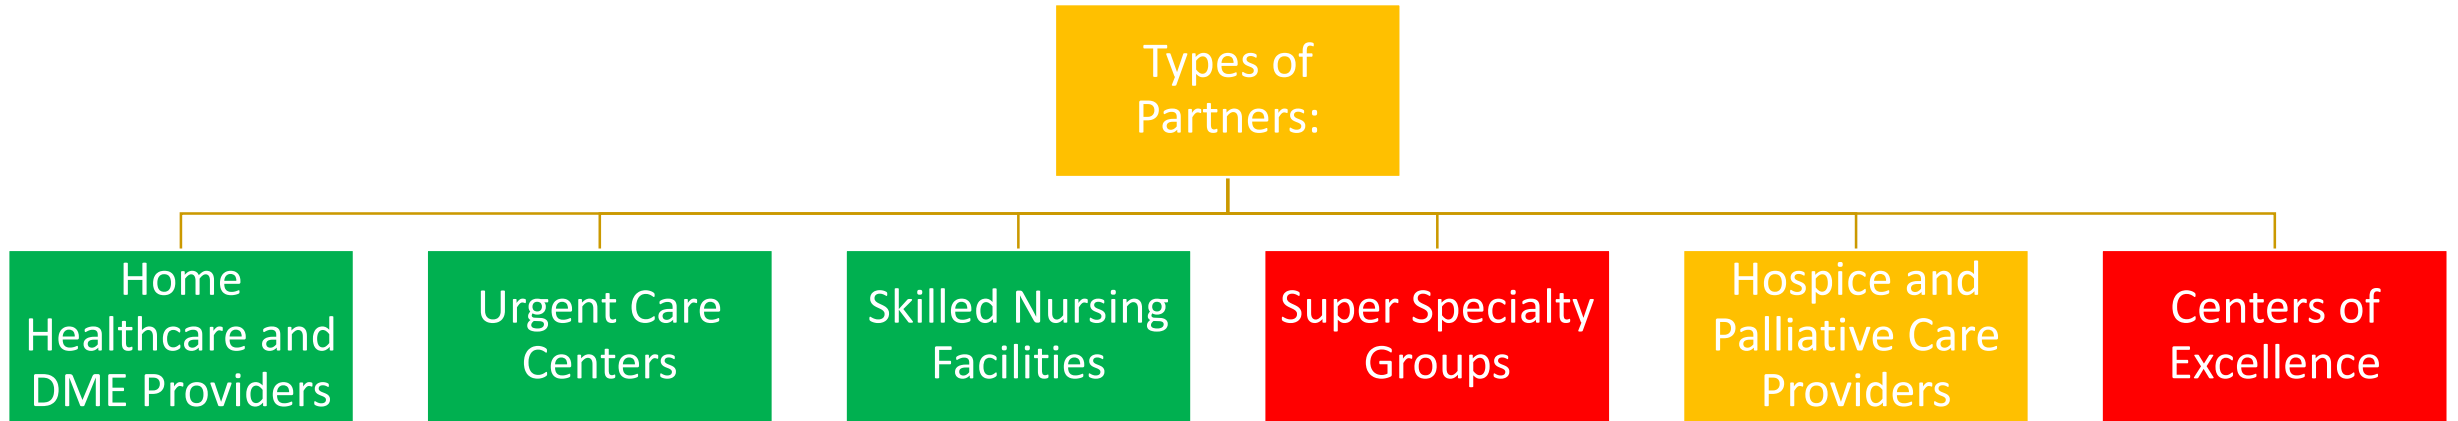 Types of
Partners:
Home
Healthcare and
DME Providers
Urgent Care
Centers
Skilled Nursing
Facilities
Super Specialty
Groups
Hospice and
Palliative Care
Providers
Centers of
Excellence